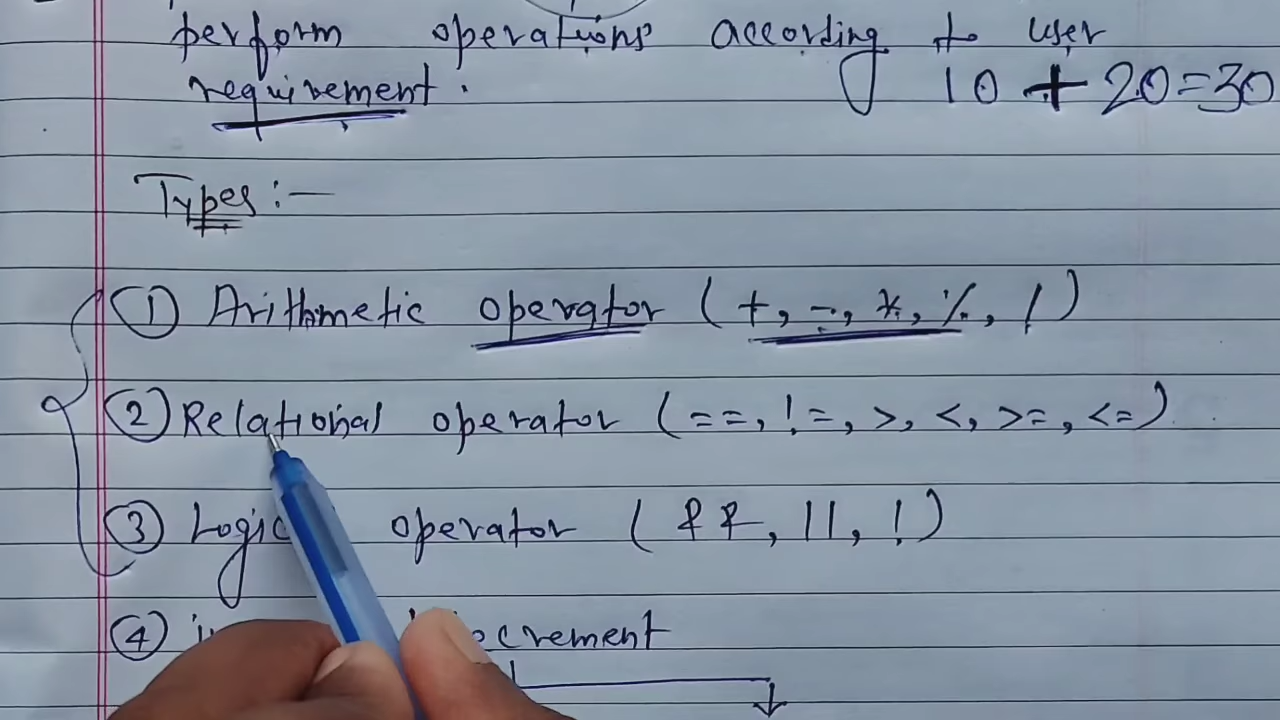 perform operations according to user
requirement. 10 + 20=30
Types:—
① Arithmetic operator (+, -, *, %, /)
② Relational operator (==, !=, >, <, >=, <=)
③ Logic operator (&&, ||, !)
④ decrement